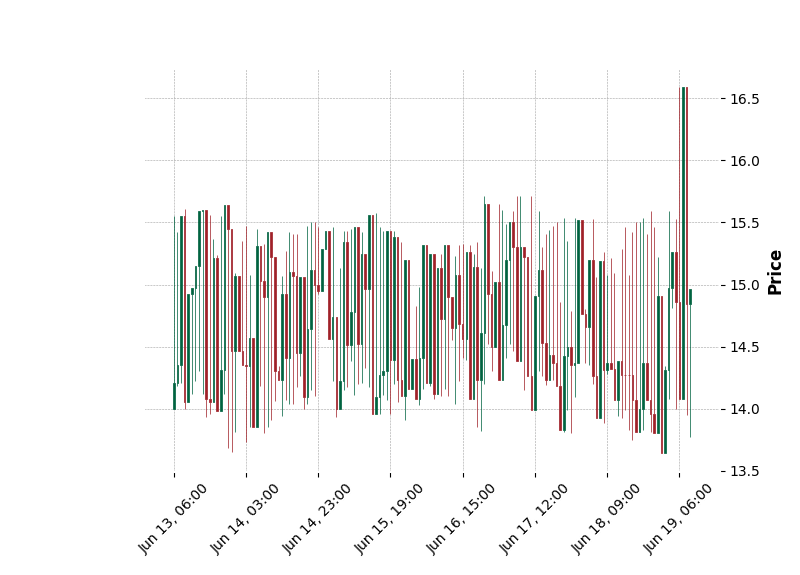 16.5
16.0
15.5
15.0
14.5
14.0
13.5
Price
Jun 13, 06:00
Jun 14, 03:00
Jun 14, 23:00
Jun 15, 19:00
Jun 16, 15:00
Jun 17, 12:00
Jun 18, 09:00
Jun 19, 06:00